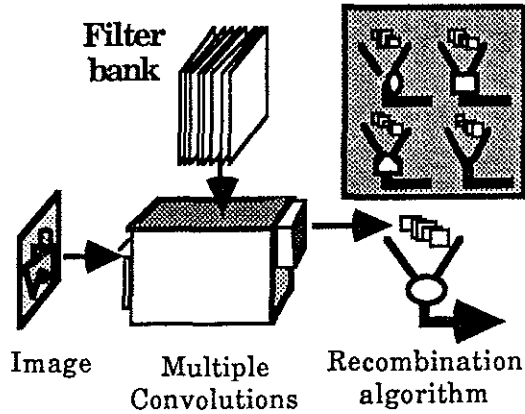 Filter
bank
Image
Multiple
Convolutions
Recombination
algorithm